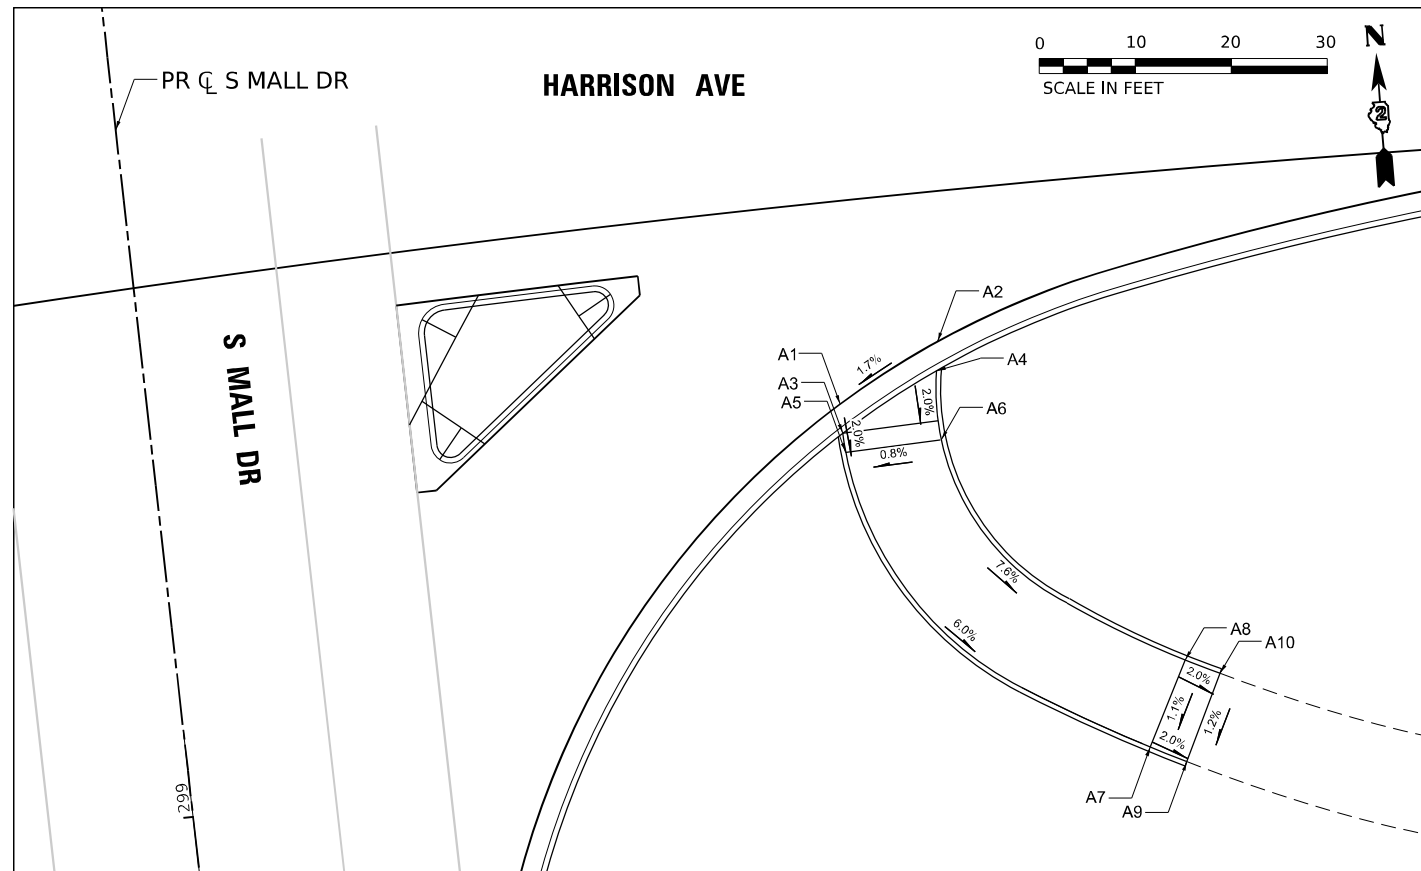 0 10 20 30
N
PR ℄ S MALL DR
HARRISON AVE
SCALE IN FEET
2
A2
A1
1.7%
A4
A3
A5
2.0%
A6
2.0%
0.8%
S MALL DR
7.6%
6.0%
A8
A10
2.0%
1.1%
1.2%
2.0%
A7
A9
299